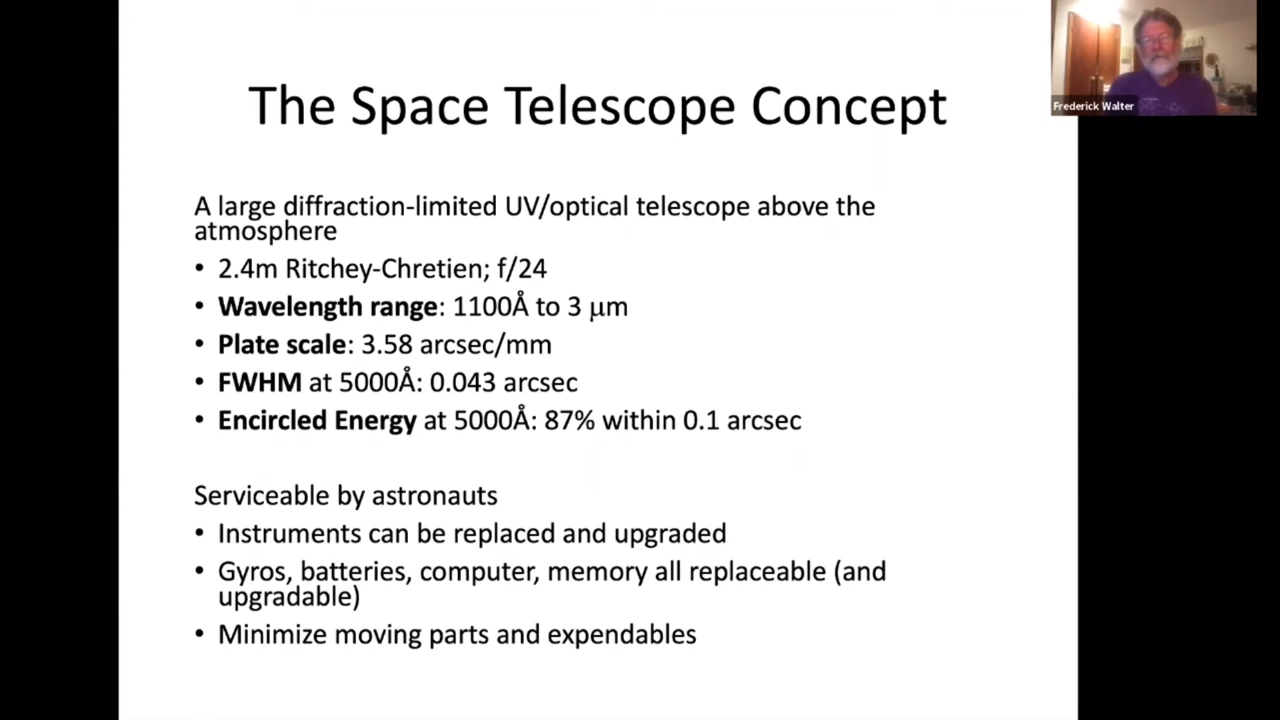 The Space Telescope Concept
Frederick Walter
A large diffraction-limited UV/optical telescope above the
atmosphere
• 2.4m Ritchey-Chretien; f/24
• Wavelength range: 1100Å to 3 μm
• Plate scale: 3.58 arcsec/mm
• FWHM at 5000Å: 0.043 arcsec
• Encircled Energy at 5000Å: 87% within 0.1 arcsec
Serviceable by astronauts
• Instruments can be replaced and upgraded
• Gyros, batteries, computer, memory all replaceable (and
upgradable)
• Minimize moving parts and expendables